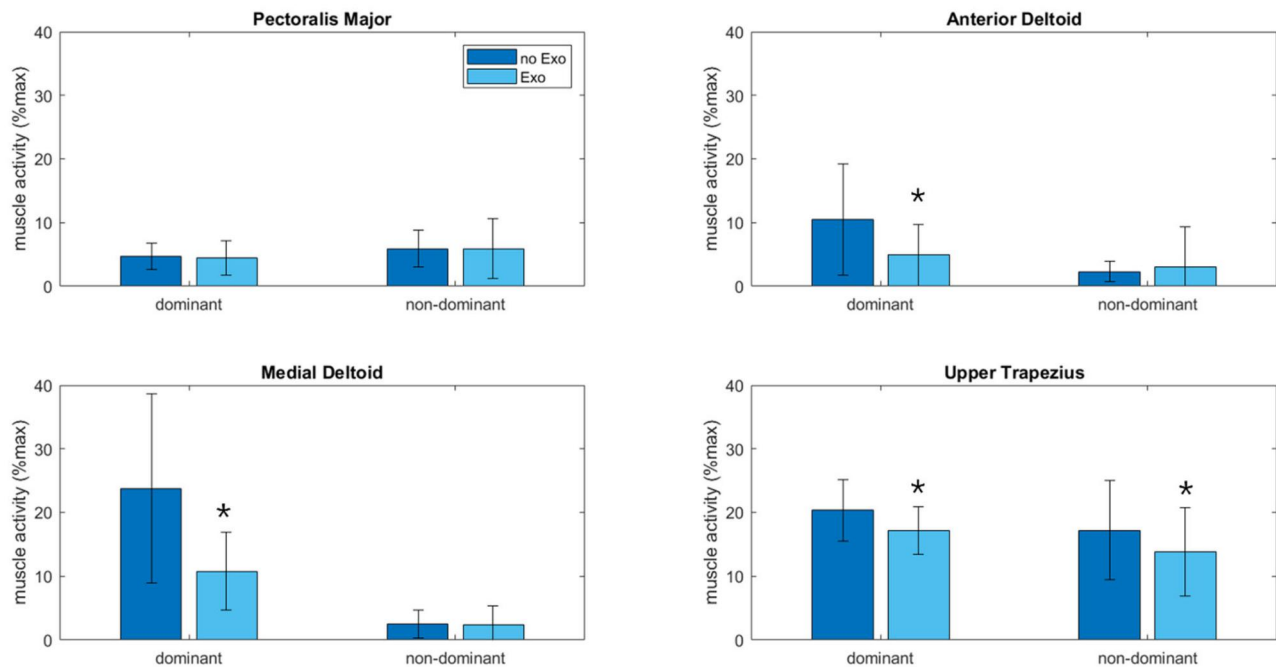 Pectoralis Major
muscle activity (%max)
40
30
20
10
0
no Exo
Exo
dominant
non-dominant
Anterior Deltoid
muscle activity (%max)
40
30
20
10
0
*
dominant
non-dominant
Medial Deltoid
muscle activity (%max)
40
30
20
10
0
*
dominant
non-dominant
Upper Trapezius
muscle activity (%max)
40
30
20
10
0
*
*
dominant
non-dominant